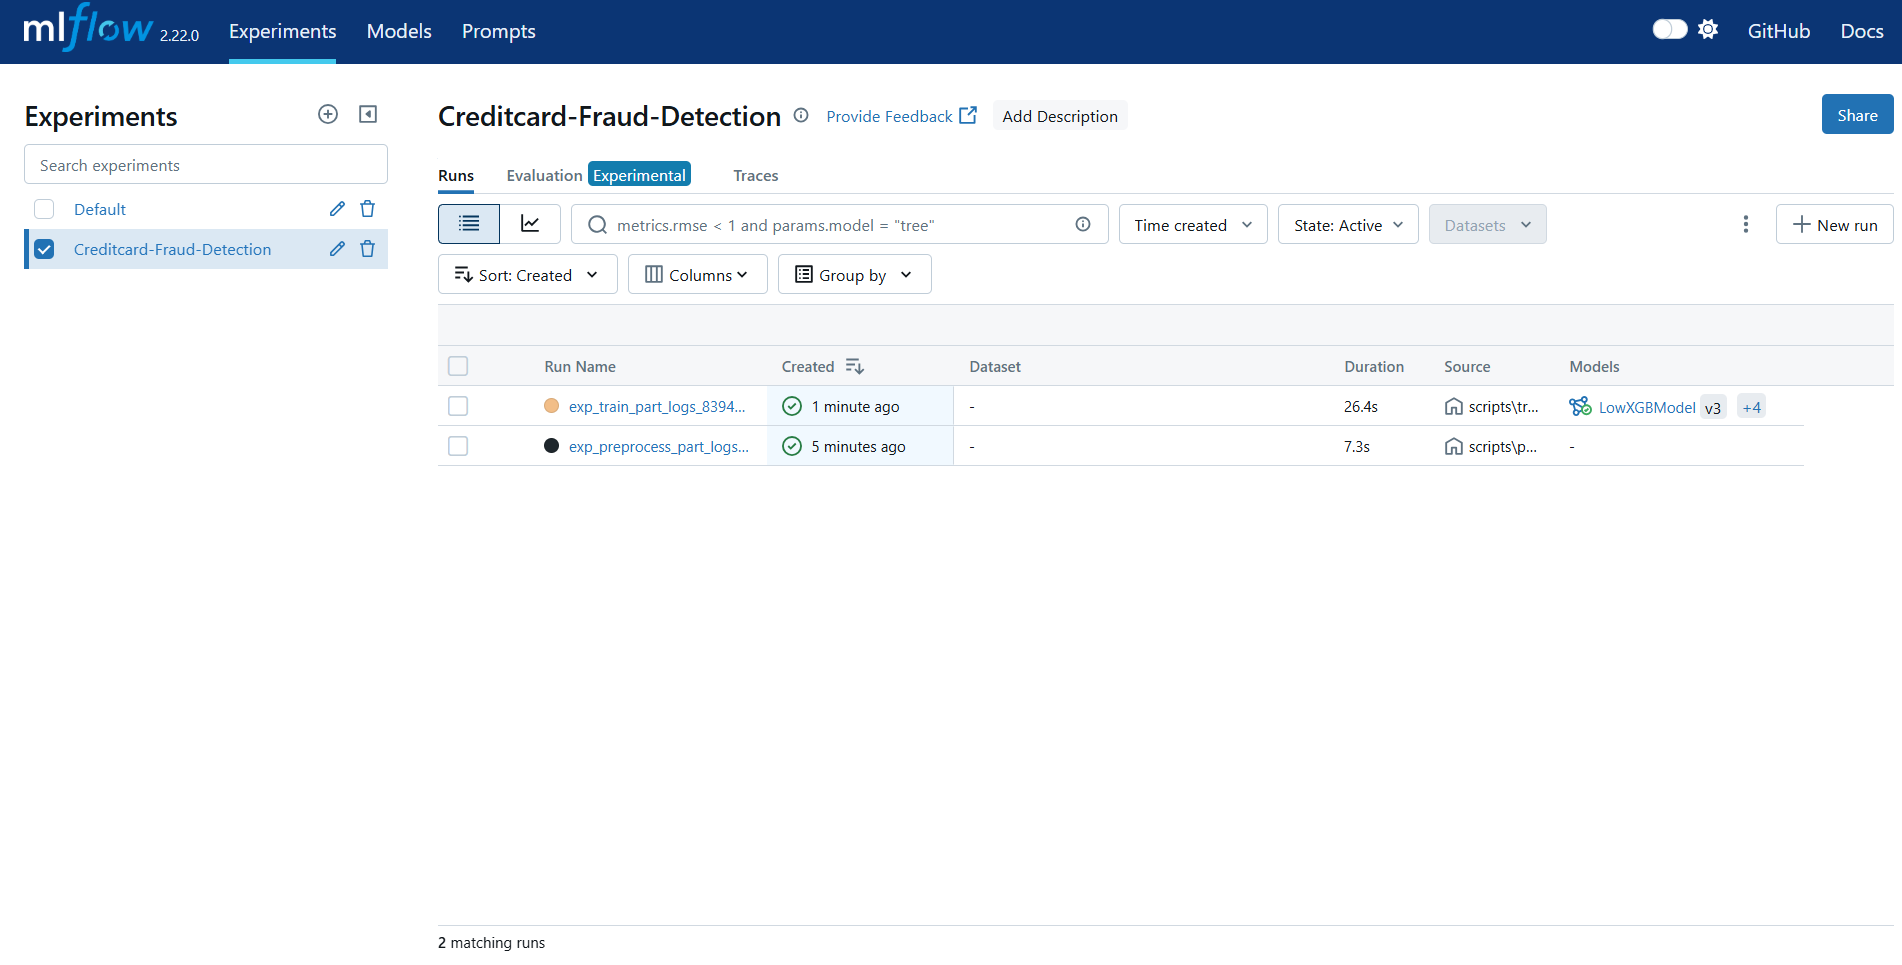 mlflow 2.22.0 Experiments Models Prompts GitHub Docs
Experiments
Search experiments
Default
Creditcard-Fraud-Detection
Creditcard-Fraud-Detection Provide Feedback Add Description Share
Runs Evaluation Experimental Traces
metrics.rmse < 1 and params.model = "tree" Time created State: Active Datasets New run
Sort: Created Columns Group by
Run Name Created Dataset Duration Source Models
exp_train_part_logs_8394... 1 minute ago - 26.4s scripts\tr... LowXGBModel v3 +4
exp_preprocess_part_logs... 5 minutes ago - 7.3s scripts\p... -
2 matching runs